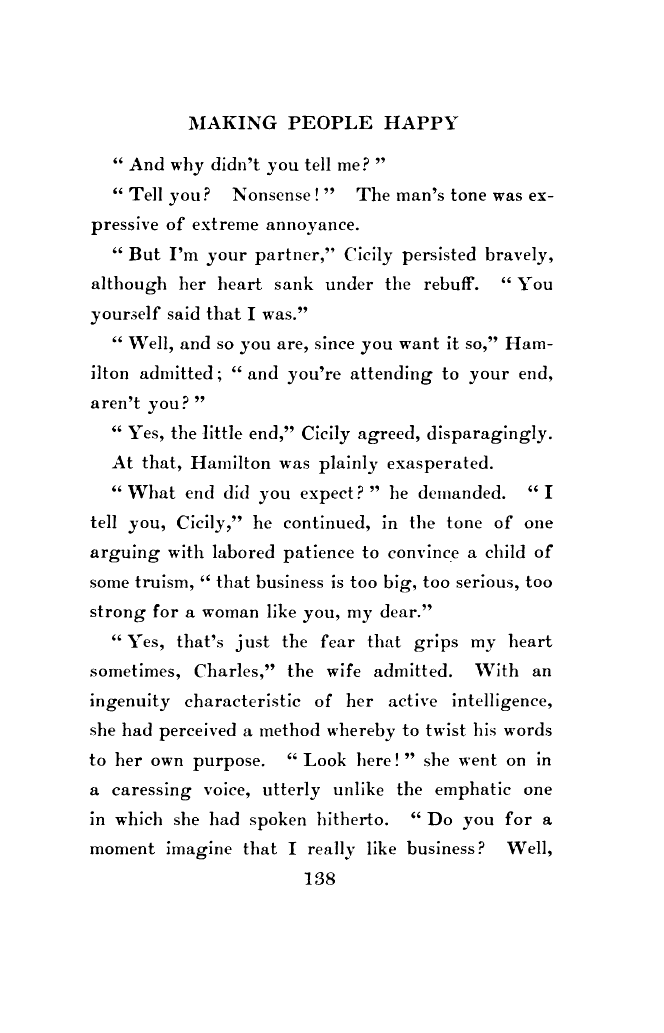 MAKING PEOPLE HAPPY
“ And why didn’t you tell me? ”
“ Tell you? Nonsense! ” The man’s tone was ex-
pressive of extreme annoyance.
“ But I’m your partner,” Cicily persisted bravely,
although her heart sank under the rebuff. “ You
yourself said that I was.”
“ Well, and so you are, since you want it so,” Ham-
ilton admitted; “ and you’re attending to your end,
aren’t you? ”
“ Yes, the little end,” Cicily agreed, disparagingly.
At that, Hamilton was plainly exasperated.
“ What end did you expect? ” he demanded. “ I
tell you, Cicily,” he continued, in the tone of one
arguing with labored patience to convince a child of
some truism, “ that business is too big, too serious, too
strong for a woman like you, my dear.”
“ Yes, that’s just the fear that grips my heart
sometimes, Charles,” the wife admitted. With an
ingenuity characteristic of her active intelligence,
she had perceived a method whereby to twist his words
to her own purpose. “ Look here! ” she went on in
a caressing voice, utterly unlike the emphatic one
in which she had spoken hitherto. “ Do you for a
moment imagine that I really like business? Well,
138